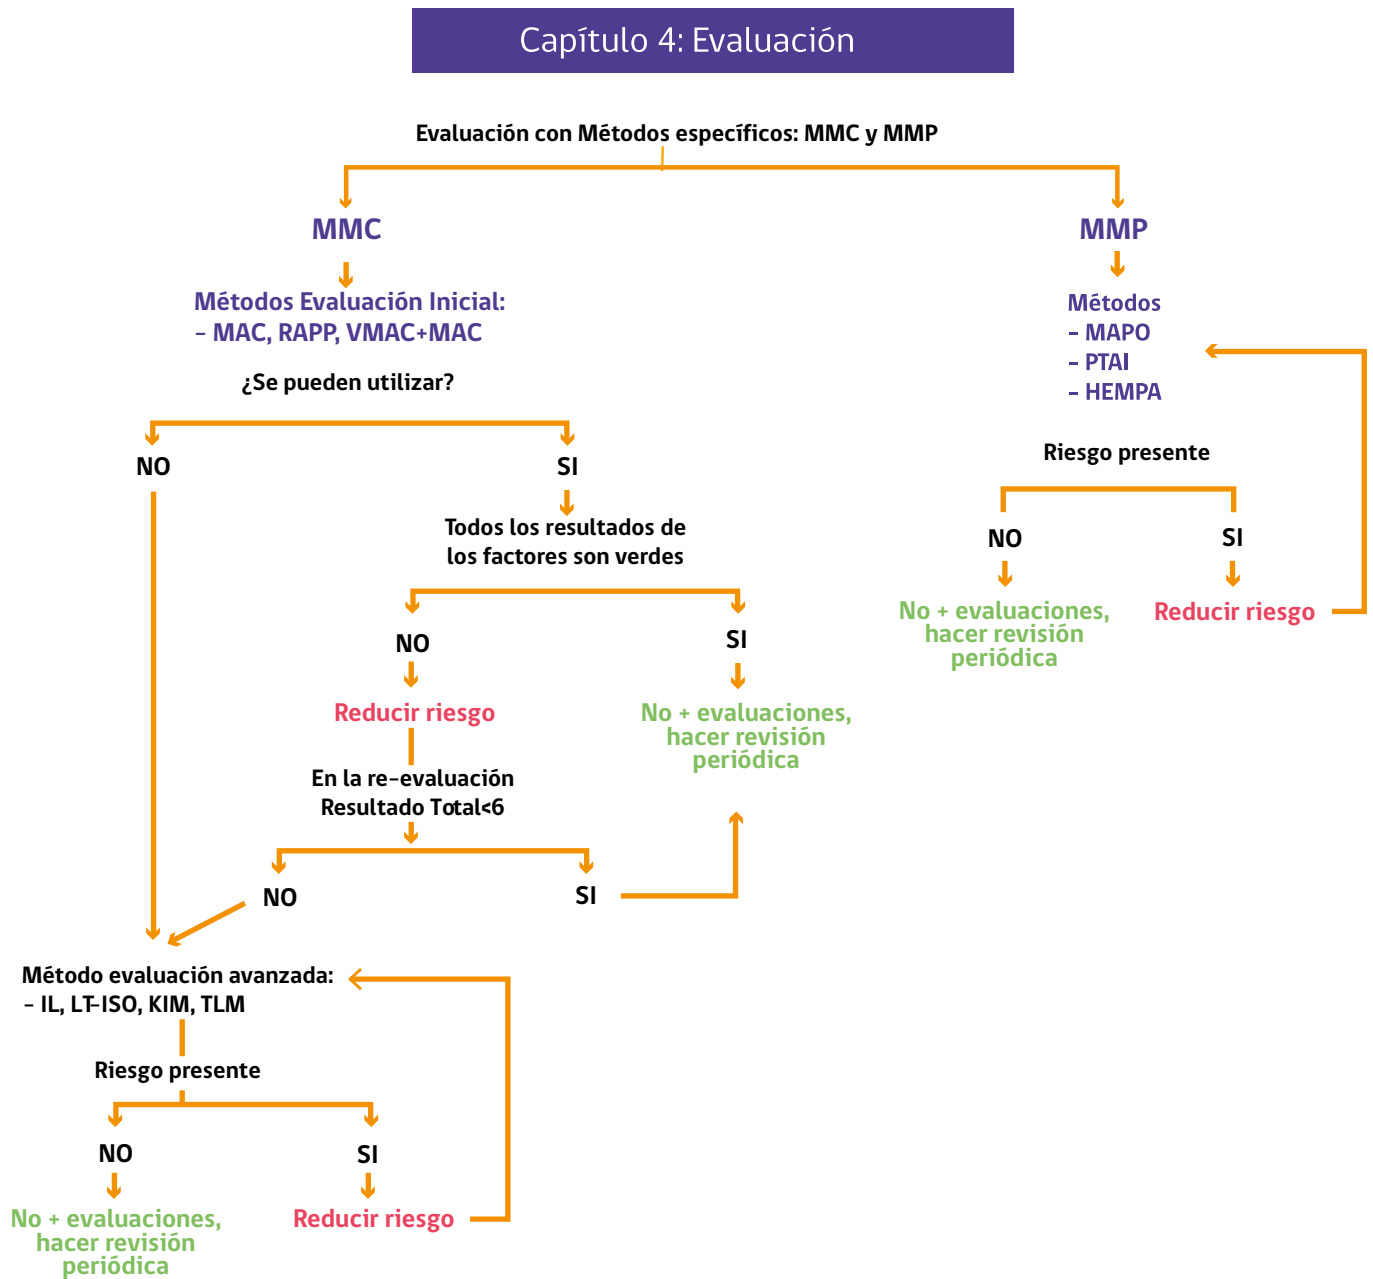 Capítulo 4: Evaluación
Evaluación con Métodos específicos: MMC y MMP
MMC
Métodos Evaluación Inicial:
- MAC, RAPP, VMAC+MAC
¿Se pueden utilizar?
NO
SI
Todos los resultados de
los factores son verdes
NO
SI
Reducir riesgo
No + evaluaciones,
hacer revisión
periódica
En la re-evaluación
Resultado Total<6
NO
SI
Método evaluación avanzada:
- IL, LT-ISO, KIM, TLM
Riesgo presente
NO
SI
No + evaluaciones,
hacer revisión
periódica
Reducir riesgo
MMP
Métodos
- MAPO
- PTAI
- HEMPA
Riesgo presente
NO
SI
No + evaluaciones,
hacer revisión
periódica
Reducir riesgo